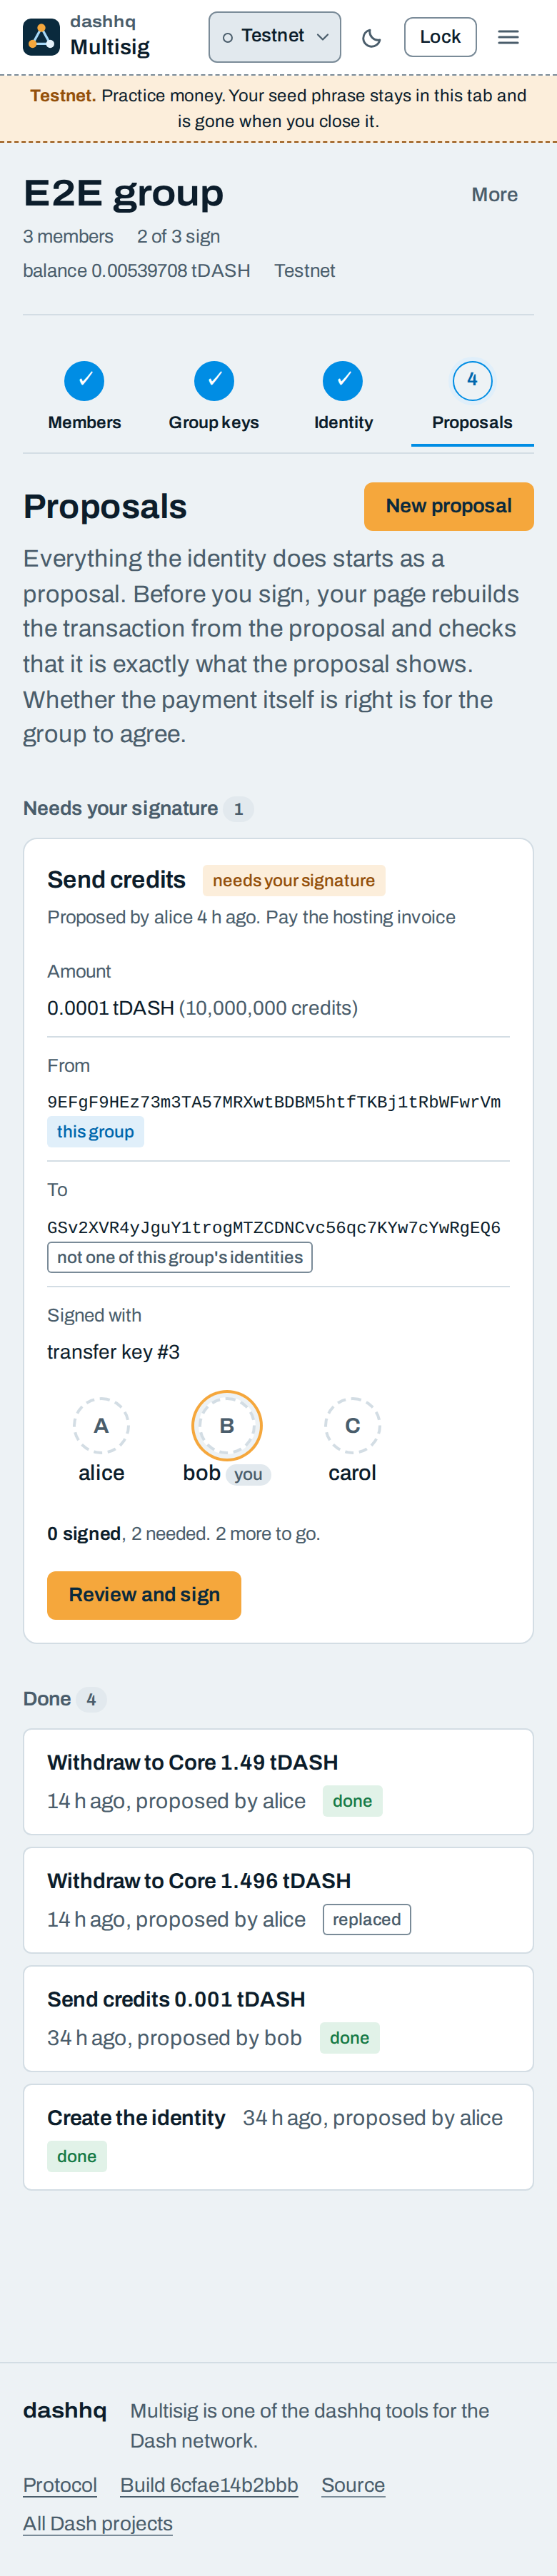 dashhq
Multisig
Testnet
Lock
Testnet. Practice money. Your seed phrase stays in this tab and
is gone when you close it.
E2E group
More
3 members 2 of 3 sign
balance 0.00539708 tDASH Testnet
✓ ✓ ✓ 4
Members Group keys Identity Proposals
Proposals
New proposal
Everything the identity does starts as a
proposal. Before you sign, your page rebuilds
the transaction from the proposal and checks
that it is exactly what the proposal shows.
Whether the payment itself is right is for the
group to agree.
Needs your signature 1
Send credits needs your signature
Proposed by alice 4 h ago. Pay the hosting invoice
Amount
0.0001 tDASH (10,000,000 credits)
From
9EFgF9HEz73m3TA57MRXwtBDBM5htfTKBj1tRbWFwrVm
this group
To
GSv2XVR4yJguY1trogMTZCDNCvc56qc7KYw7cYwRgEQ6
not one of this group's identities
Signed with
transfer key #3
A B C
alice bob you carol
0 signed, 2 needed. 2 more to go.
Review and sign
Done 4
Withdraw to Core 1.49 tDASH
14 h ago, proposed by alice done
Withdraw to Core 1.496 tDASH
14 h ago, proposed by alice replaced
Send credits 0.001 tDASH
34 h ago, proposed by bob done
Create the identity 34 h ago, proposed by alice
done
dashhq Multisig is one of the dashhq tools for the
Dash network.
Protocol Build 6cfae14b2bbb Source
All Dash projects